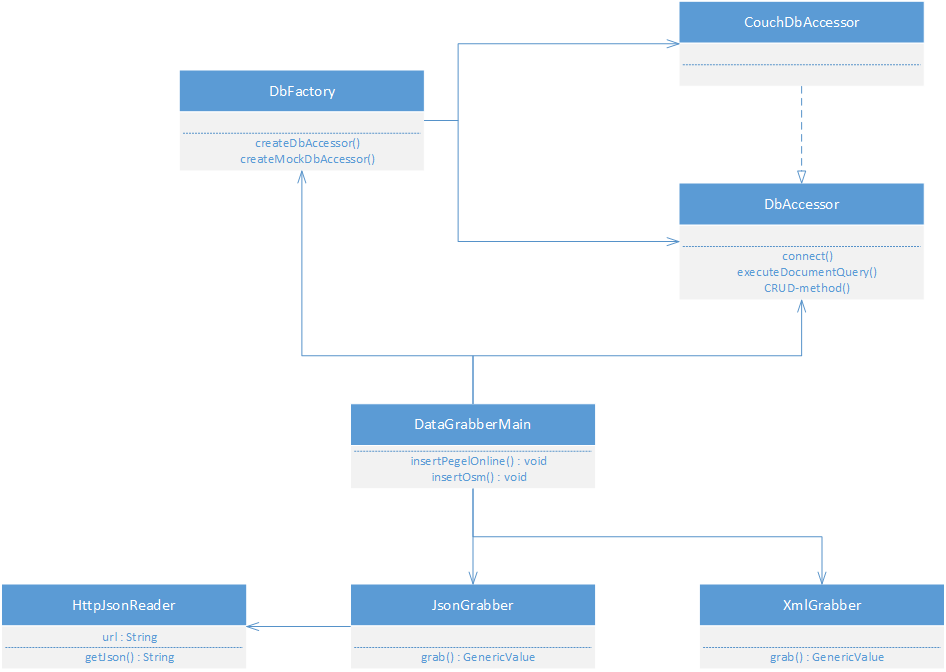 CouchDbAccessor
DbFactory
createDbAccessor()
createMockDbAccessor()
DbAccessor
connect()
executeDocumentQuery()
CRUD-method()
DataGrabberMain
insertPegelOnline() : void
insertOsm() : void
HttpJsonReader
url : String
getJson() : String
JsonGrabber
grab() : GenericValue
XmlGrabber
grab() : GenericValue